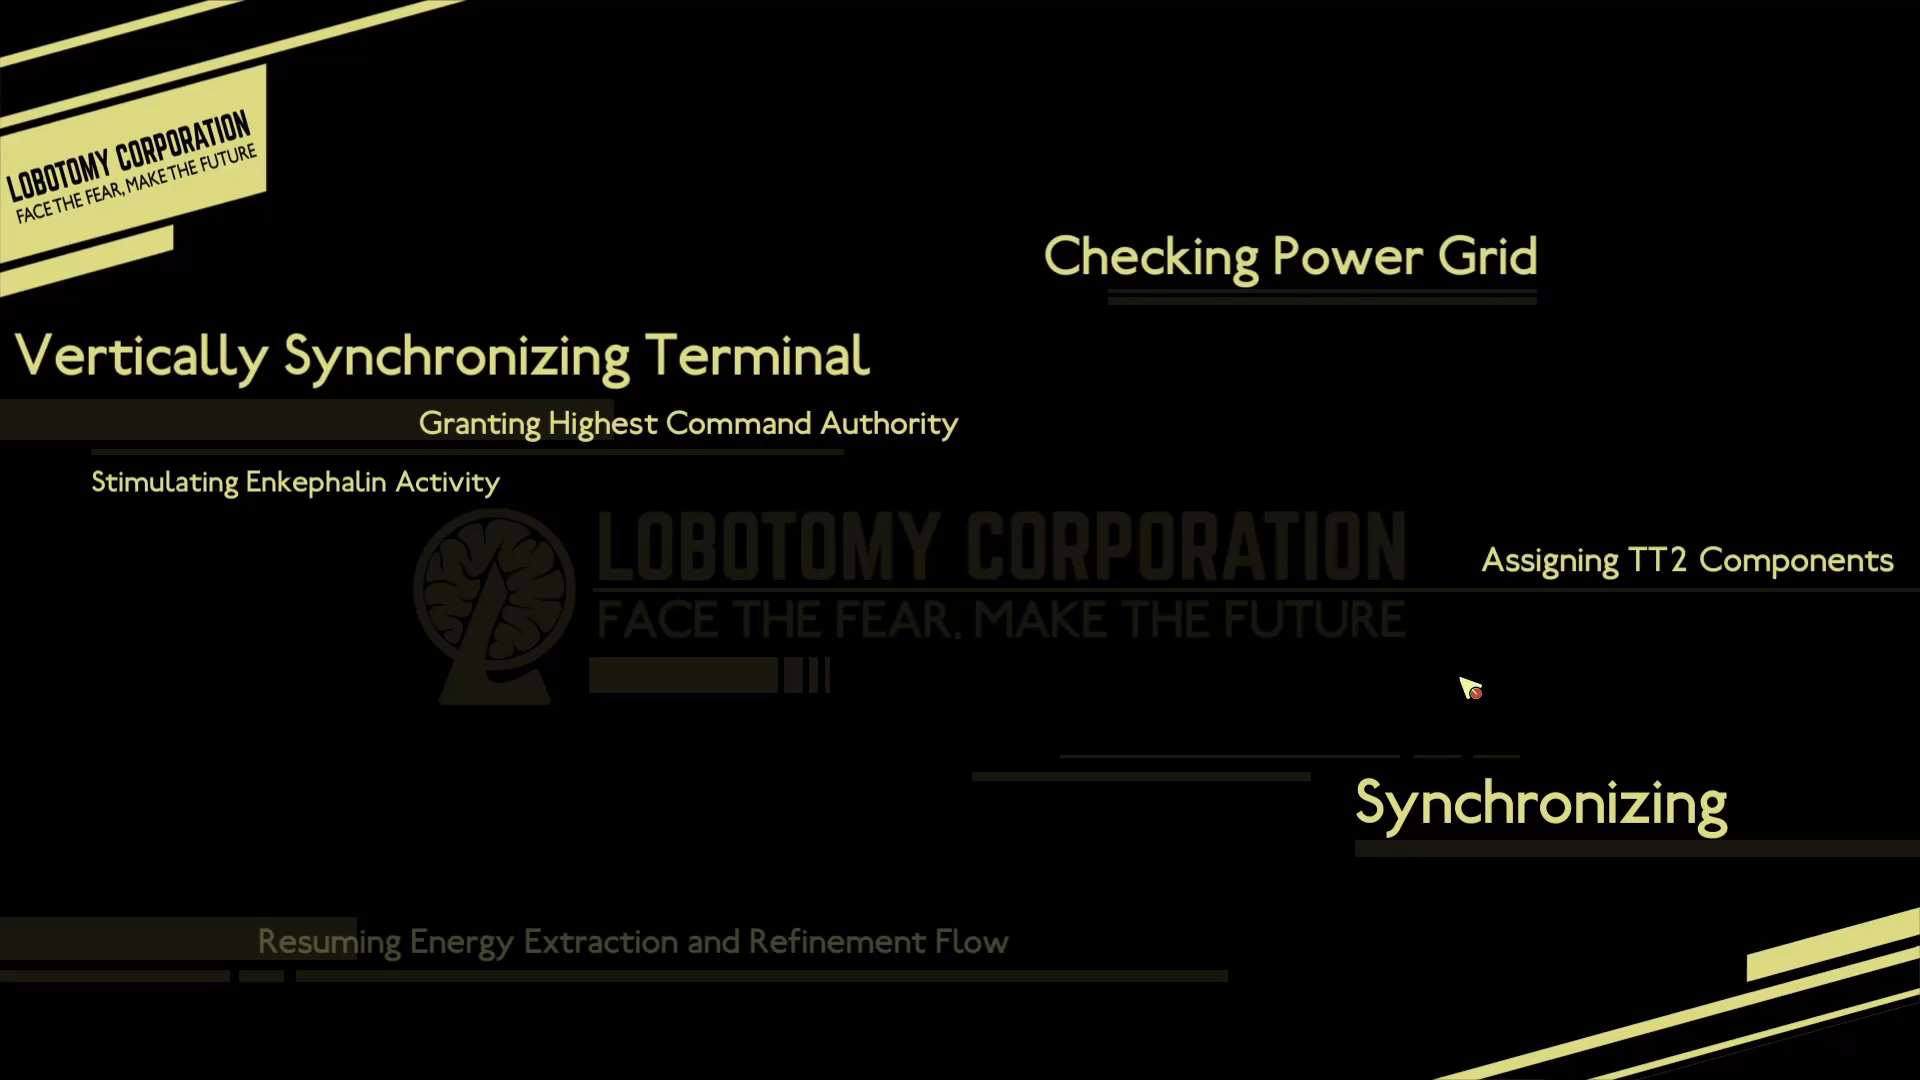 LOBOTOMY CORPORATION
FACE THE FEAR, MAKE THE FUTURE
Checking Power Grid
Vertically Synchronizing Terminal
Granting Highest Command Authority
Stimulating Enkephalin Activity
LOBOTOMY CORPORATION
FACE THE FEAR, MAKE THE FUTURE
Assigning TT2 Components
Synchronizing
Resuming Energy Extraction and Refinement Flow